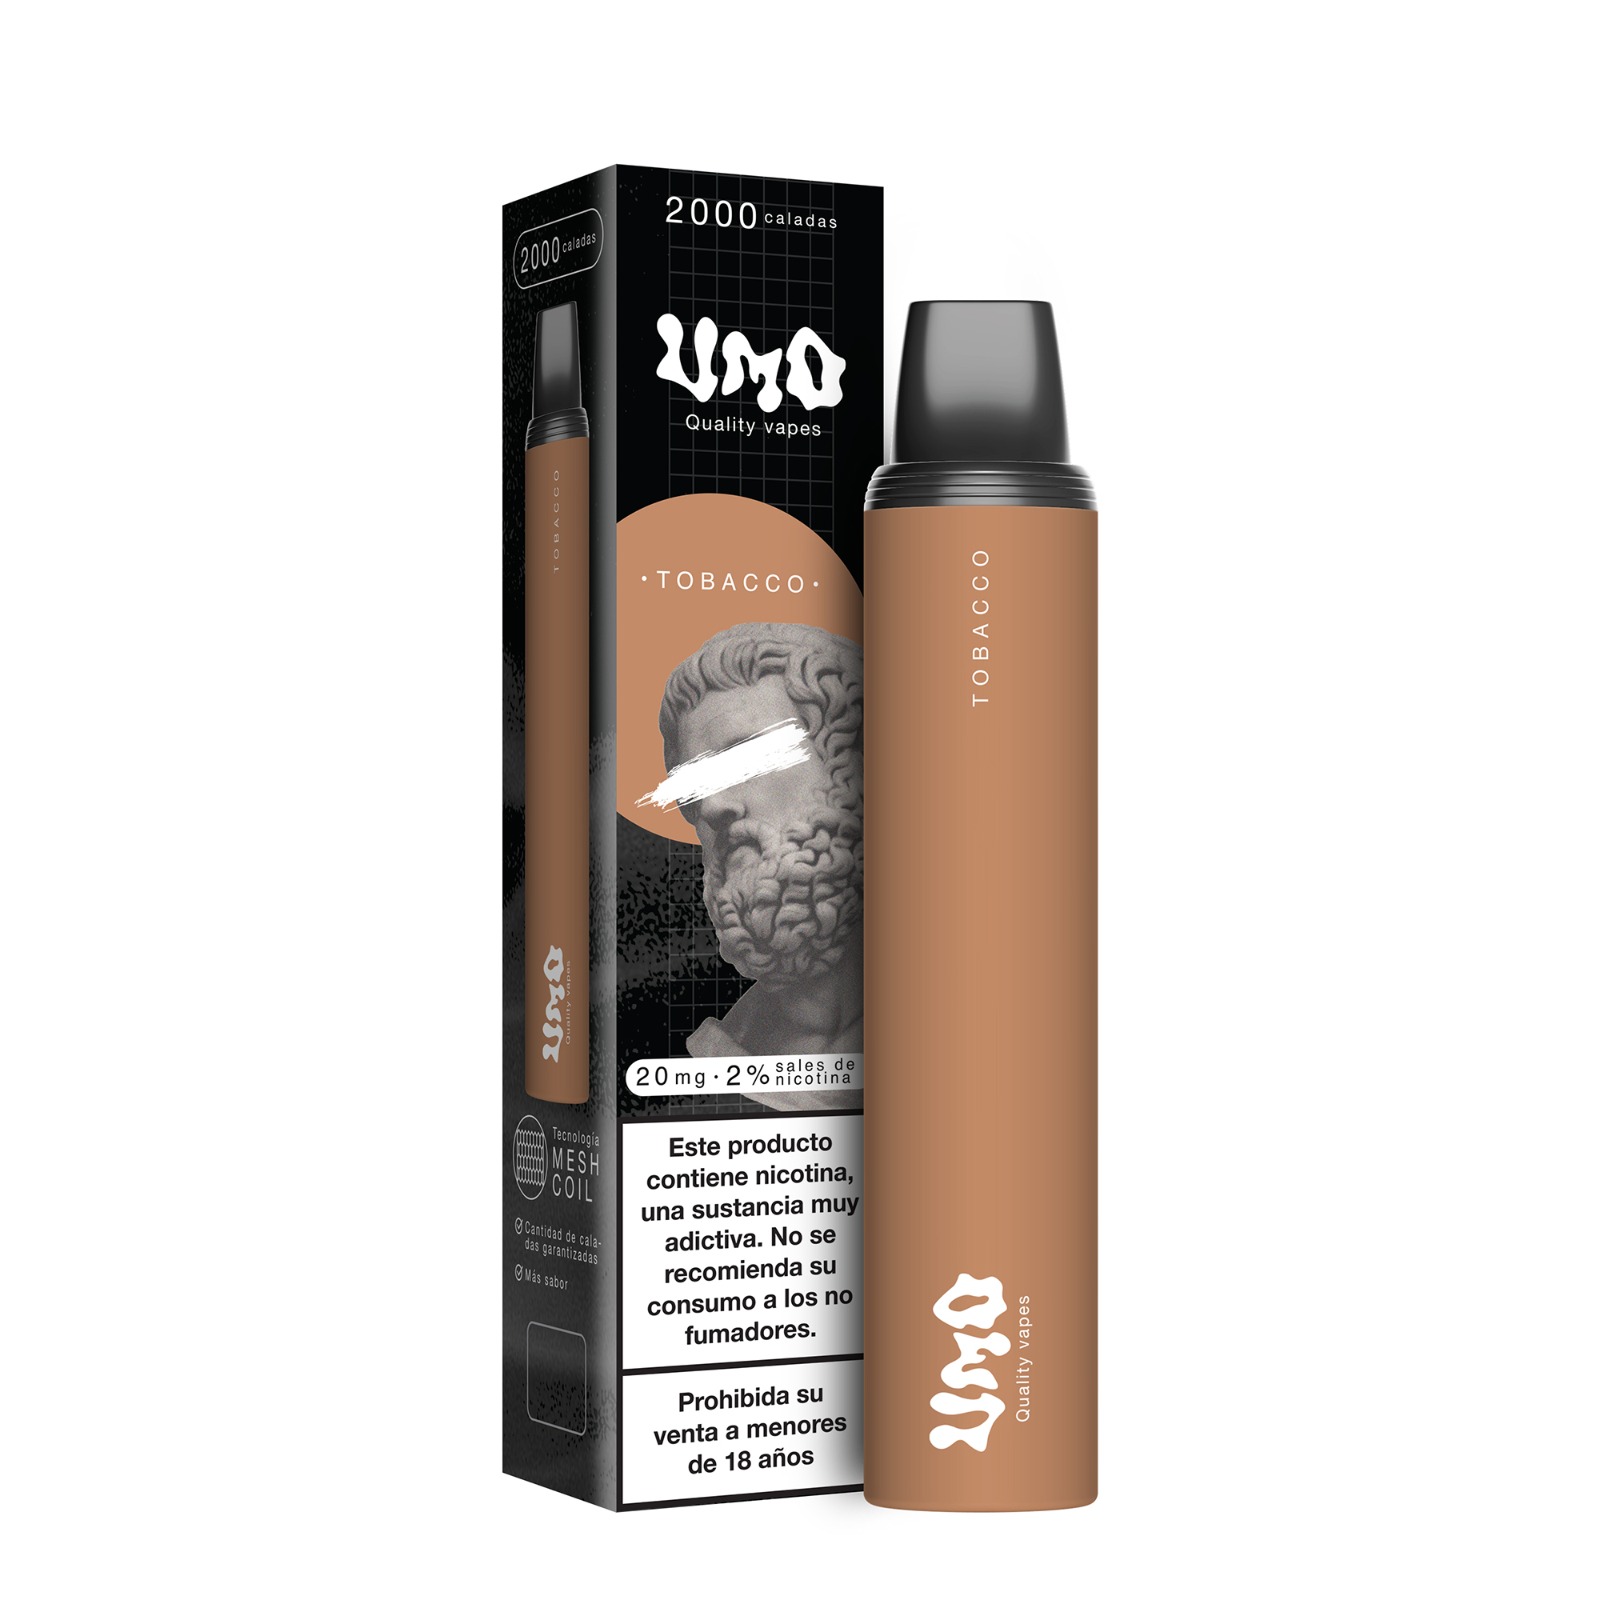 2000 caladas
TOBACCO
UMO
Quality vapes
Tecnología
MESH
COIL
Cantidad de cala-
das garantizadas
Más sabor
2000 caladas
UMO
Quality vapes
· TOBACCO ·
20mg · 2% sales de
nicotina
Este producto
contiene nicotina,
una sustancia muy
adictiva. No se
recomienda su
consumo a los no
fumadores.
Prohibida su
venta a menores
de 18 años
TOBACCO
UMO
Quality vapes